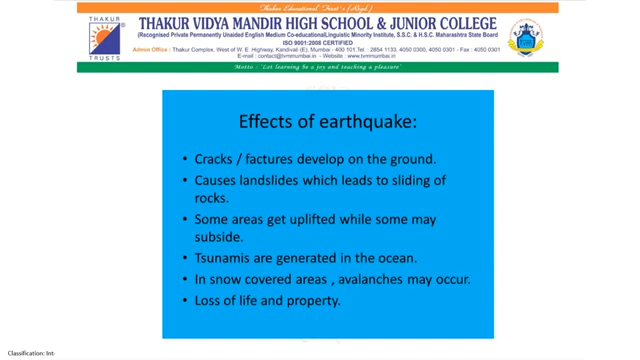 Thakur Educational Trust's (Regd)
THAKUR
TRUSTS
THAKUR VIDYA MANDIR HIGH SCHOOL & JUNIOR COLLEGE
(Recognised Private Permanently Unaided English Medium Co-educational/Linguistic Minority Institute, S.S.C. & H.S.C. Maharashtra State Board
ISO 9001:2008 CERTIFIED
Admin Office : Thakur Complex, West of W. E. Highway, Kandivali (E), Mumbai - 400 101.Tel. : 2854 1133, 4050 0300, 4050 0301 - Fax : 4050 0301
E-mail : contact@tvmmumbai.in - Website : www.tvmmumbai.in
Motto : "Let learning be a joy and teaching a pleasure"
Effects of earthquake:
• Cracks / factures develop on the ground.
• Causes landslides which leads to sliding of
rocks.
• Some areas get uplifted while some may
subside.
• Tsunamis are generated in the ocean.
• In snow covered areas , avalanches may occur.
• Loss of life and property.
Classification: Int